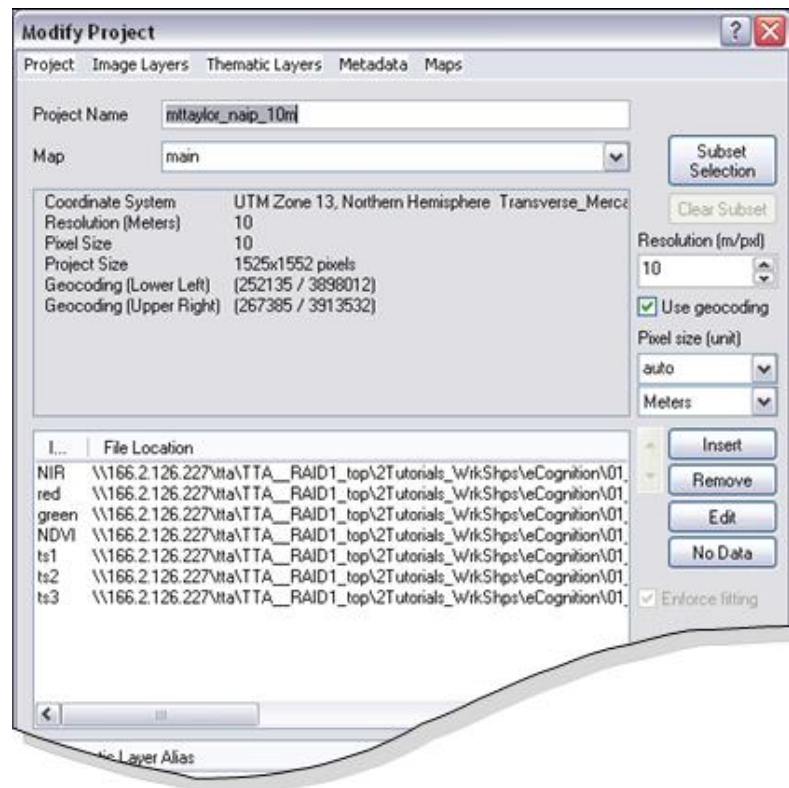 Modify Project
Project Image Layers Thematic Layers Metadata Maps
Project Name mttaylor_naip_10m
Map main
Subset Selection
Clear Subset
Coordinate System UTM Zone 13, Northern Hemisphere Transverse_Merca
Resolution (Meters) 10
Pixel Size 10
Project Size 1525x1552 pixels
Geocoding (Lower Left) (252135 / 3898012)
Geocoding (Upper Right) (267385 / 3913532)
Resolution (m/pxl)
10
Use geocoding
Pixel size (unit)
auto
Meters
I... File Location
NIR \\166.2.126.227\tta\TTA__RAID1_top\2Tutorials_WrkShps\eCognition\01_
red \\166.2.126.227\tta\TTA__RAID1_top\2Tutorials_WrkShps\eCognition\01_
green \\166.2.126.227\tta\TTA__RAID1_top\2Tutorials_WrkShps\eCognition\01_
NDVI \\166.2.126.227\tta\TTA__RAID1_top\2Tutorials_WrkShps\eCognition\01_
ts1 \\166.2.126.227\tta\TTA__RAID1_top\2Tutorials_WrkShps\eCognition\01_
ts2 \\166.2.126.227\tta\TTA__RAID1_top\2Tutorials_WrkShps\eCognition\01_
ts3 \\166.2.126.227\tta\TTA__RAID1_top\2Tutorials_WrkShps\eCognition\01_
Insert
Remove
Edit
No Data
Enforce fitting
Layer Alias